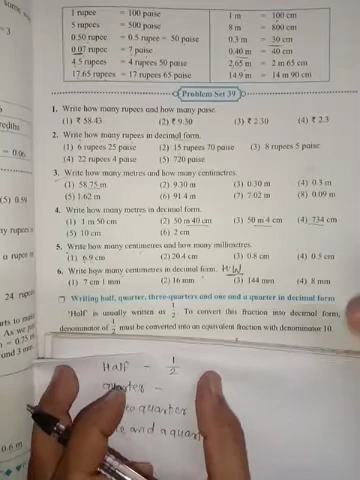 1 rupee = 100 paise
5 rupees = 500 paise
0.50 rupee = 0.5 rupee = 50 paise
0.07 rupee = 7 paise
4.5 rupees = 4 rupees 50 paise
17.65 rupees = 17 rupees 65 paise
1 m = 100 cm
8 m = 800 cm
0.3 m = 30 cm
0.40 m = 40 cm
2.65 m = 2 m 65 cm
14.9 m = 14 m 90 cm
Problem Set 39
1. Write how many rupees and how many paise.
(1) ₹ 58.43 (2) ₹ 9.30 (3) ₹ 2.30 (4) ₹ 2.3
2. Write how many rupees in decimal form.
(1) 6 rupees 25 paise (2) 15 rupees 70 paise (3) 8 rupees 5 paise
(4) 22 rupees 4 paise (5) 720 paise
3. Write how many metres and how many centimetres.
(1) 58.75 m (2) 9.30 m (3) 0.30 m (4) 0.3 m
(5) 1.62 m (6) 91.4 m (7) 7.02 m (8) 0.09 m
4. Write how many metres in decimal form.
(1) 1 m 50 cm (2) 50 m 40 cm (3) 50 m 4 cm (4) 734 cm
(5) 10 cm (6) 2 cm
5. Write how many centimetres and how many millimetres.
(1) 6.9 cm (2) 20.4 cm (3) 0.8 cm (4) 0.5 cm
6. Write how many centimetres in decimal form. H.W
(1) 7 cm 1 mm (2) 16 mm (3) 144 mm (4) 8 mm
Writing half, quarter, three-quarters and one and a quarter in decimal form
'Half' is usually written as 1/2. To convert this fraction into decimal form,
denominator of 1/2 must be converted into an equivalent fraction with denominator 10.
Half - 1/2
quarter -
quarter
and a quart
= 0.06
(5) 0.59
24 rupe
0.6 m